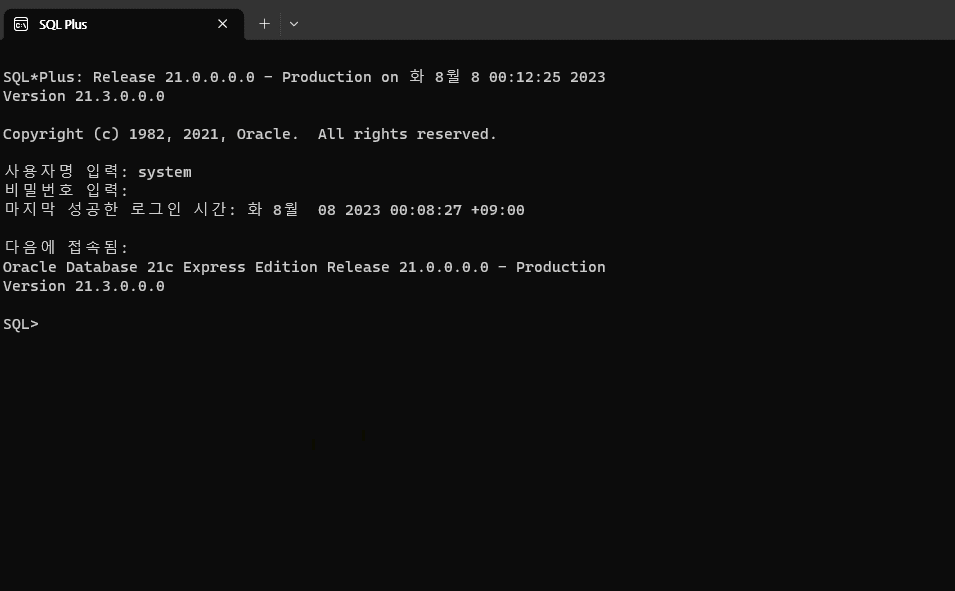 SQL Plus
SQL*Plus: Release 21.0.0.0.0 - Production on 화 8월 8 00:12:25 2023
Version 21.3.0.0.0
Copyright (c) 1982, 2021, Oracle.  All rights reserved.
사용자명 입력: system
비밀번호 입력:
마지막 성공한 로그인 시간: 화 8월  08 2023 00:08:27 +09:00
다음에 접속됨:
Oracle Database 21c Express Edition Release 21.0.0.0.0 - Production
Version 21.3.0.0.0
SQL>